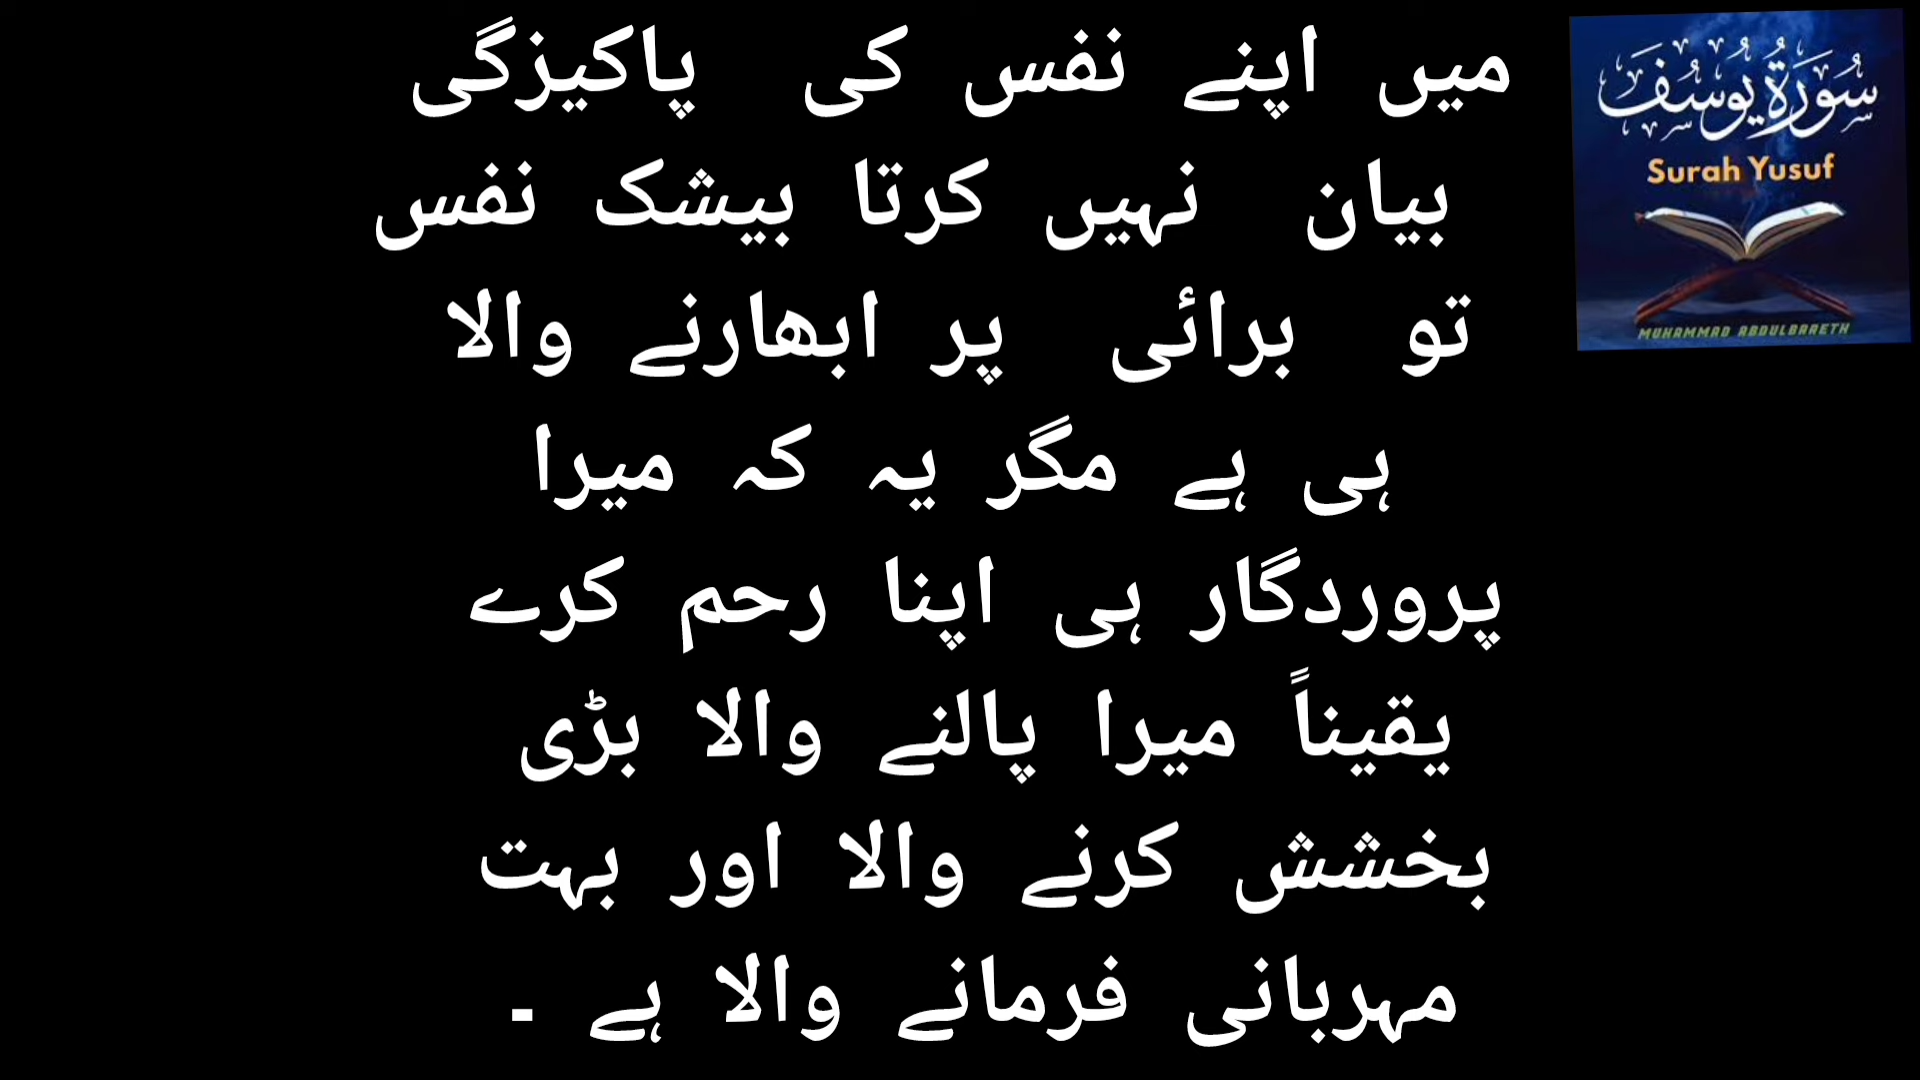 میں اپنے نفس کی پاکیزگی
بیان نہیں کرتا بیشک نفس
تو برائی پر ابھارنے والا
ہی ہے مگر یہ کہ میرا
پروردگار ہی اپنا رحم کرے
یقیناً میرا پالنے والا بڑی
بخشش کرنے والا اور بہت
مہربانی فرمانے والا ہے ۔
سُورَةُ يُوسُف
Surah Yusuf
MUHAMMAD ABDULBARETH